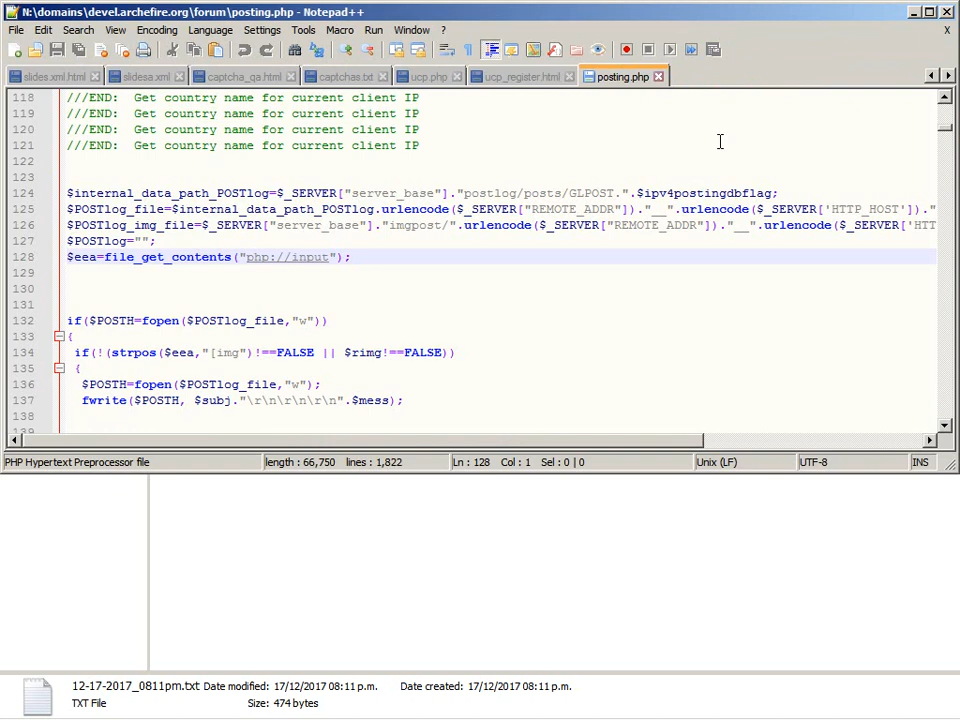 N:\domains\devel.archefire.org\forum\posting.php - Notepad++
File Edit Search View Encoding Language Settings Tools Macro Run Window ? X
slides.xml.html slidesa.xml captcha_qa.html captchas.txt ucp.php ucp_register.html posting.php
118 ///END:  Get country name for current client IP
119 ///END:  Get country name for current client IP
120 ///END:  Get country name for current client IP
121 ///END:  Get country name for current client IP
122
123
124 $internal_data_path_POSTlog=$_SERVER["server_base"]."postlog/posts/GLPOST.".$ipv4postingdbflag;
125 $POSTlog_file=$internal_data_path_POSTlog.urlencode($_SERVER["REMOTE_ADDR"]).”__".urlencode($_SERVER['HTTP_HOST'])."
126 $POSTlog_img_file=$_SERVER["server_base"]."imgpost/".urlencode($_SERVER["REMOTE_ADDR"])."__".urlencode($_SERVER['HTT
127 $POSTlog="";
128 $eea=file_get_contents("php://input");
129
130
131
132 if($POSTH=fopen($POSTlog_file,"w"))
133 {
134 if(!(strpos($eea,"[img")!==FALSE || $rimg!==FALSE))
135 {
136 $POSTH=fopen($POSTlog_file,"w");
137 fwrite($POSTH, $subj."\r\n\r\n\r\n".$mess);
138
139
PHP Hypertext Preprocessor file length : 66,750 lines : 1,822 Ln : 128 Col : 1 Sel : 0 | 0 Unix (LF) UTF-8 INS
12-17-2017_0811pm.txt Date modified: 17/12/2017 08:11 p.m. Date created: 17/12/2017 08:11 p.m.
TXT File Size: 474 bytes